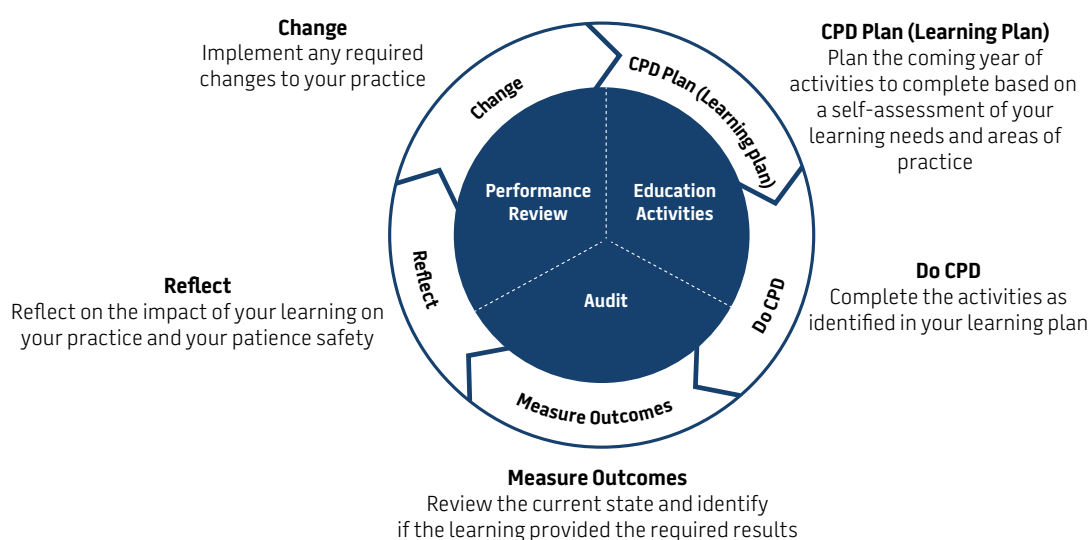 Change
Implement any required
changes to your practice
CPD Plan (Learning Plan)
Plan the coming year of
activities to complete based on
a self-assessment of your
learning needs and areas of
practice
Change
CPD Plan (Learning plan)
Performance
Review
Education
Activities
Audit
Reflect
Do CPD
Measure Outcomes
Reflect
Reflect on the impact of your learning on
your practice and your patience safety
Do CPD
Complete the activities as
identified in your learning plan
Measure Outcomes
Review the current state and identify
if the learning provided the required results